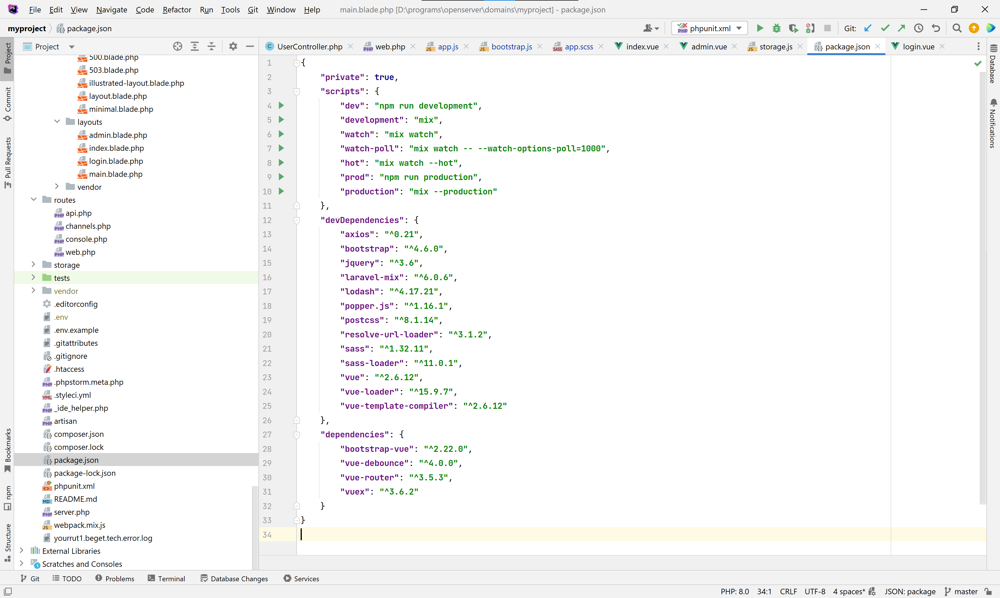 File Edit View Navigate Code Refactor Run Tools Git Window Help main.blade.php [D:\programs\openserver\domains\myproject] - package.json
myproject package.json phpunit.xml Git:
Project UserController.php web.php app.js bootstrap.js app.scss index.vue admin.vue storage.js package.json login.vue
Project
Commit
Pull Requests
Bookmarks
npm
Structure
500.blade.php
503.blade.php
illustrated-layout.blade.php
layout.blade.php
minimal.blade.php
layouts
admin.blade.php
index.blade.php
login.blade.php
main.blade.php
vendor
routes
api.php
channels.php
console.php
web.php
storage
tests
vendor
.editorconfig
.env
.env.example
.gitattributes
.gitignore
.htaccess
.phpstorm.meta.php
.styleci.yml
_ide_helper.php
artisan
composer.json
composer.lock
package.json
package-lock.json
phpunit.xml
README.md
server.php
webpack.mix.js
yourrut1.beget.tech.error.log
External Libraries
Scratches and Consoles
1 {
2 "private": true,
3 "scripts": {
4 "dev": "npm run development",
5 "development": "mix",
6 "watch": "mix watch",
7 "watch-poll": "mix watch -- --watch-options-poll=1000",
8 "hot": "mix watch --hot",
9 "prod": "npm run production",
10 "production": "mix --production"
11 },
12 "devDependencies": {
13 "axios": "^0.21",
14 "bootstrap": "^4.6.0",
15 "jquery": "^3.6",
16 "laravel-mix": "^6.0.6",
17 "lodash": "^4.17.21",
18 "popper.js": "^1.16.1",
19 "postcss": "^8.1.14",
20 "resolve-url-loader": "^3.1.2",
21 "sass": "^1.32.11",
22 "sass-loader": "^11.0.1",
23 "vue": "^2.6.12",
24 "vue-loader": "^15.9.7",
25 "vue-template-compiler": "^2.6.12"
26 },
27 "dependencies": {
28 "bootstrap-vue": "^2.22.0",
29 "vue-debounce": "^4.0.0",
30 "vue-router": "^3.5.3",
31 "vuex": "^3.6.2"
32 }
33 }
34
Database
Notifications
Git TODO Problems Terminal Database Changes Services
PHP: 8.0 34:1 CRLF UTF-8 4 spaces* JSON: package master